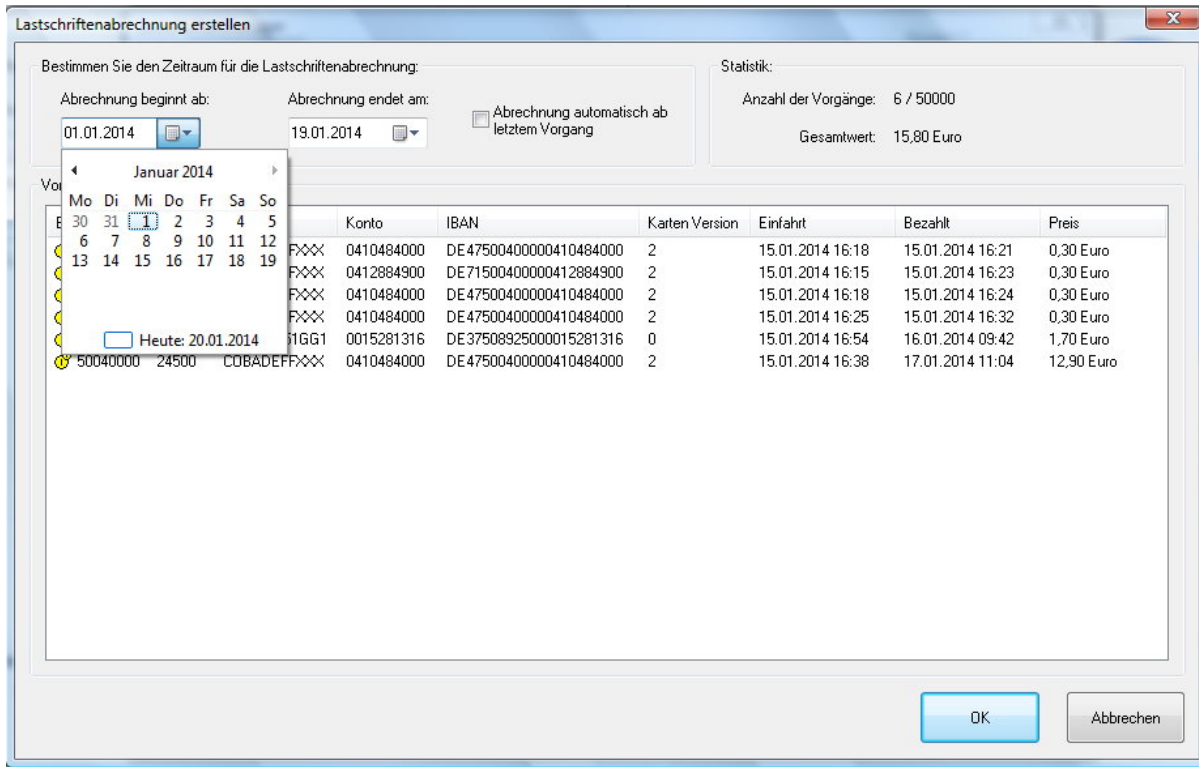 Lastschriftenabrechnung erstellen
Bestimmen Sie den Zeitraum für die Lastschriftenabrechnung:
Abrechnung beginnt ab:
Abrechnung endet am:
01.01.2014
19.01.2014
Abrechnung automatisch ab
letztem Vorgang
Statistik:
Anzahl der Vorgänge: 6 / 50000
Gesamtwert: 15,80 Euro
Januar 2014
Mo Di Mi Do Fr Sa So
30 31 1 2 3 4 5
6 7 8 9 10 11 12
13 14 15 16 17 18 19
Heute: 20.01.2014
Konto IBAN Karten Version Einfahrt Bezahlt Preis
FXXX 0410484000 DE47500400000410484000 2 15.01.2014 16:18 15.01.2014 16:21 0,30 Euro
FXXX 0412884900 DE71500400000412884900 2 15.01.2014 16:15 15.01.2014 16:23 0,30 Euro
FXXX 0410484000 DE47500400000410484000 2 15.01.2014 16:18 15.01.2014 16:24 0,30 Euro
FXXX 0410484000 DE47500400000410484000 2 15.01.2014 16:25 15.01.2014 16:32 0,30 Euro
51GG1 0015281316 DE37508925000015281316 0 15.01.2014 16:54 16.01.2014 09:42 1,70 Euro
50040000 24500 COBADEFFXXX 0410484000 DE47500400000410484000 2 15.01.2014 16:38 17.01.2014 11:04 12,90 Euro
OK
Abbrechen